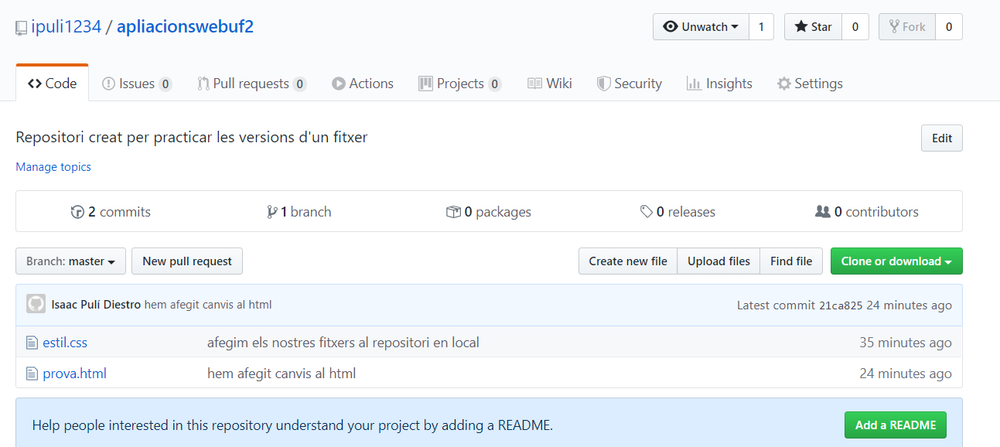 ipuli1234 / apliacionswebuf2 Unwatch 1 Star 0 Fork 0
Code Issues 0 Pull requests 0 Actions Projects 0 Wiki Security Insights Settings
Repositori creat per practicar les versions d'un fitxer Edit
Manage topics
2 commits 1 branch 0 packages 0 releases 0 contributors
Branch: master New pull request Create new file Upload files Find file Clone or download
Isaac Pulí Diestro hem afegit canvis al html Latest commit 21ca825 24 minutes ago
estil.css afegim els nostres fitxers al repositori en local 35 minutes ago
prova.html hem afegit canvis al html 24 minutes ago
Help people interested in this repository understand your project by adding a README. Add a README